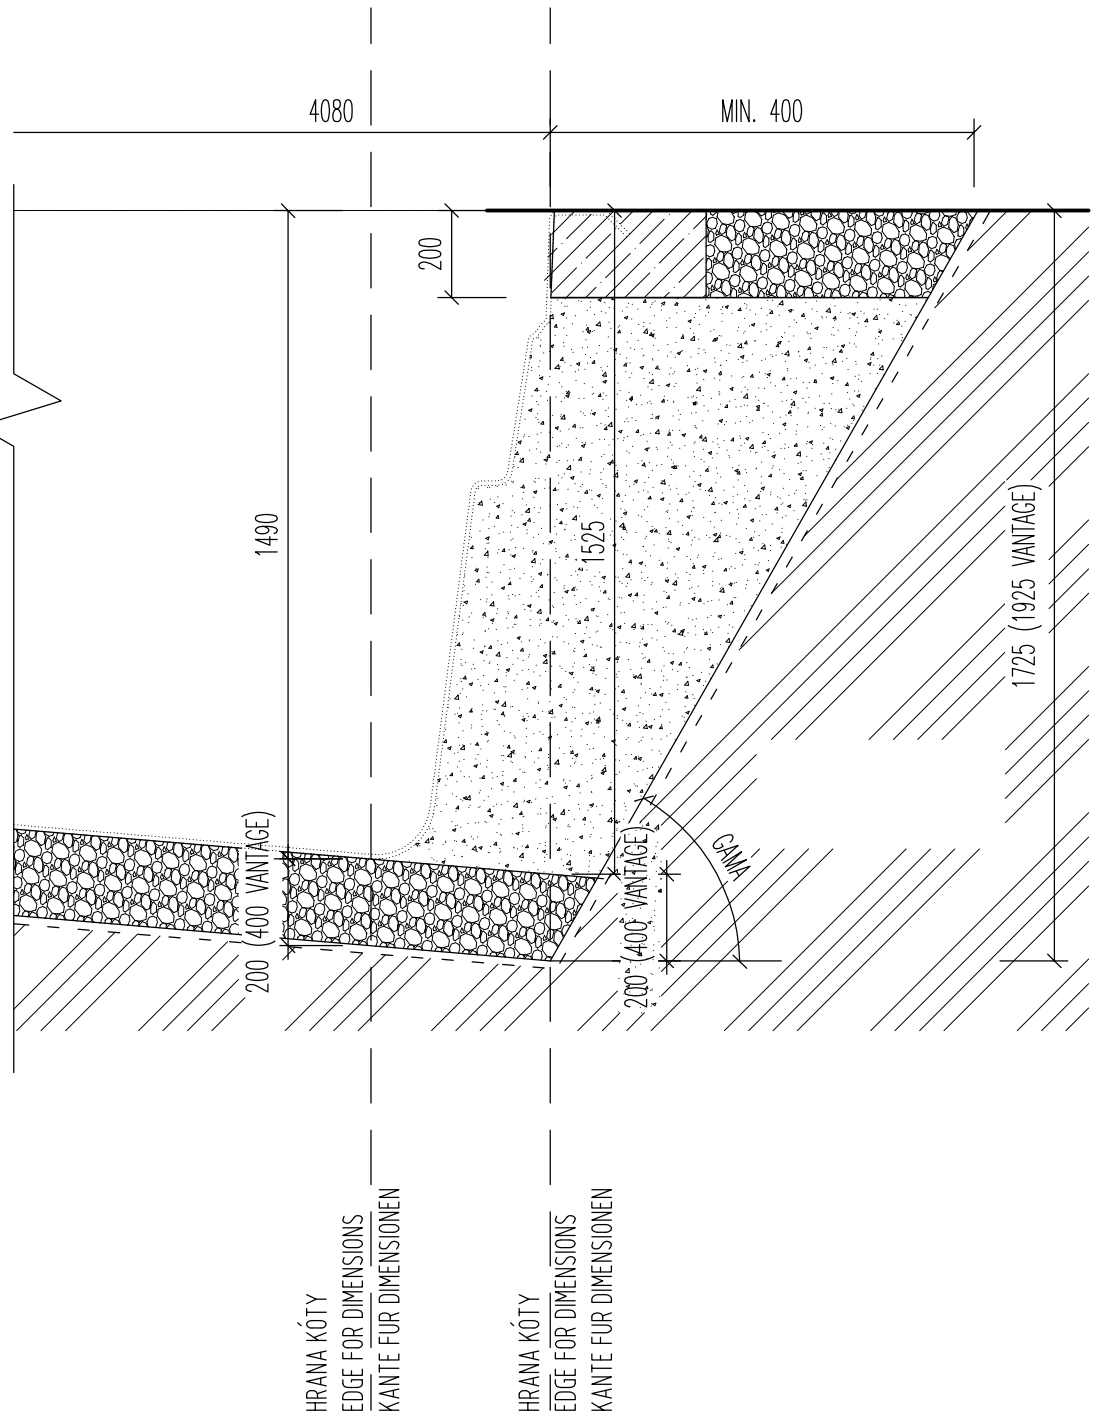 4080
MIN. 400
200
1490
1525
1725 (1925 VANTAGE)
200 (400 VANTAGE)
200 (400 VANTAGE)
GAMA
HRANA KÓTY
EDGE FOR DIMENSIONS
KANTE FUR DIMENSIONEN
HRANA KÓTY
EDGE FOR DIMENSIONS
KANTE FUR DIMENSIONEN